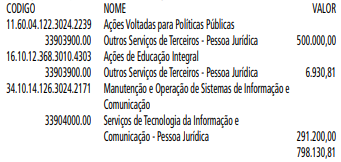 CODIGO NOME VALOR
11.60.04.122.3024.2239 Ações Voltadas para Políticas Públicas
33903900.00 Outros Serviços de Terceiros - Pessoa Jurídica 500.000,00
16.10.12.368.3010.4303 Ações de Educação Integral
33903900.00 Outros Serviços de Terceiros - Pessoa Jurídica 6.930,81
34.10.14.126.3024.2171 Manutenção e Operação de Sistemas de Informação e
Comunicação
33904000.00 Serviços de Tecnologia da Informação e
Comunicação - Pessoa Jurídica 291.200,00
798.130,81